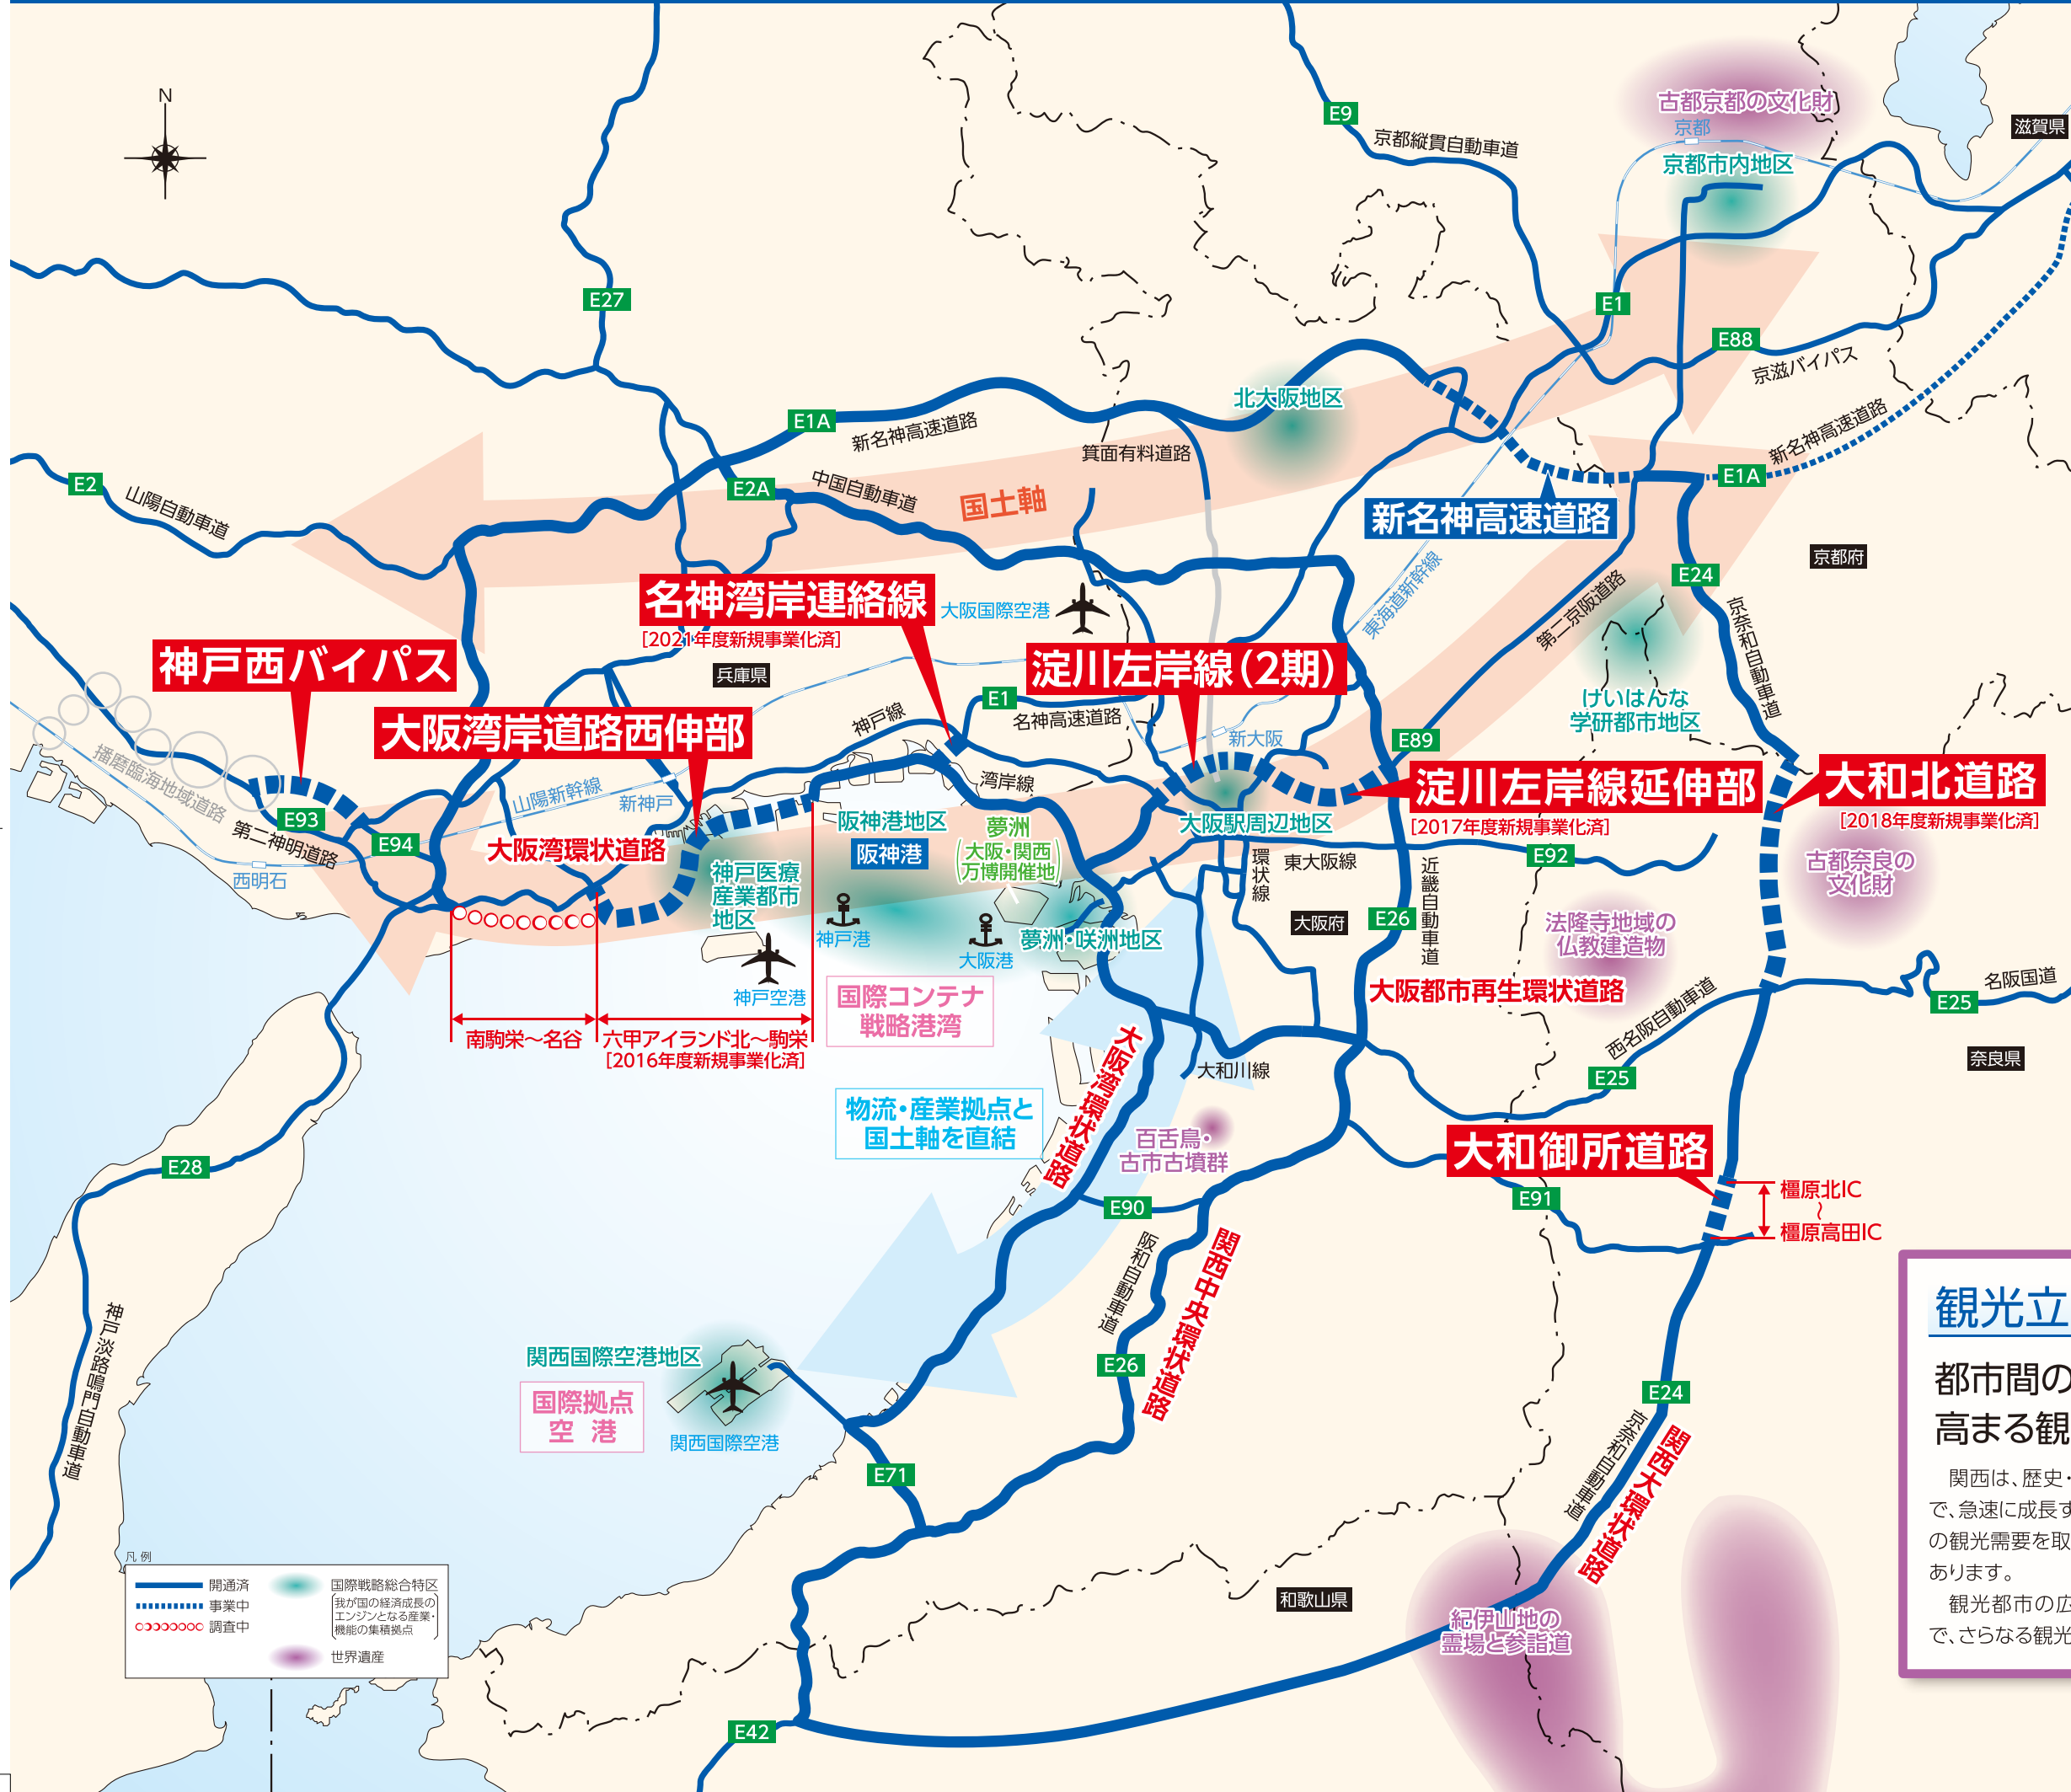 N
E9
京都縦貫自動車道
古都京都の文化財
京都
京都市内地区
滋賀県
E27
E1
E88
京滋バイパス
北大阪地区
E1A
新名神高速道路
箕面有料道路
新名神高速道路
E1A
E2
山陽自動車道
E2A
中国自動車道
国土軸
新名神高速道路
京都府
名神湾岸連絡線
[2021年度新規事業化済]
大阪国際空港
東海道新幹線
第二京阪道路
E24
京奈和自動車道
神戸西バイパス
兵庫県
淀川左岸線(2期)
けいはんな
学研都市地区
大阪湾岸道路西伸部
神戸線
E1
名神高速道路
新大阪
E89
播磨臨海地域道路
山陽新幹線
新神戸
湾岸線
淀川左岸線延伸部
[2017年度新規事業化済]
大和北道路
[2018年度新規事業化済]
E93
第二神明道路
E94
西明石
大阪湾環状道路
阪神港地区
阪神港
夢洲
(大阪・関西
万博開催地)
大阪駅周辺地区
環状線
東大阪線
近畿自動車道
E92
古都奈良の
文化財
神戸医療
産業都市
地区
神戸港
大阪港
夢洲・咲洲地区
大阪府
E26
法隆寺地域の
仏教建造物
神戸空港
国際コンテナ
戦略港湾
大阪都市再生環状道路
西名阪自動車道
名阪国道
E25
南駒栄〜名谷
六甲アイランド北〜駒栄
[2016年度新規事業化済]
大阪湾環状道路
大和川線
E25
奈良県
物流・産業拠点と
国土軸を直結
百舌鳥・
古市古墳群
大和御所道路
E28
E90
E91
橿原北IC
〜
橿原高田IC
神戸淡路鳴門自動車道
阪和自動車道
関西中央環状道路
観光立
都市間の
高まる観
関西は、歴史・
で、急速に成長す
の観光需要を取
あります。
観光都市の広
で、さらなる観光
関西国際空港地区
国際拠点
空 港
関西国際空港
E26
E24
京奈和自動車道
関西大環状道路
E71
凡 例
開通済
事業中
調査中
国際戦略総合特区
(我が国の経済成長の
エンジンとなる産業・
機能の集積拠点)
世界遺産
和歌山県
紀伊山地の
霊場と参詣道
E42